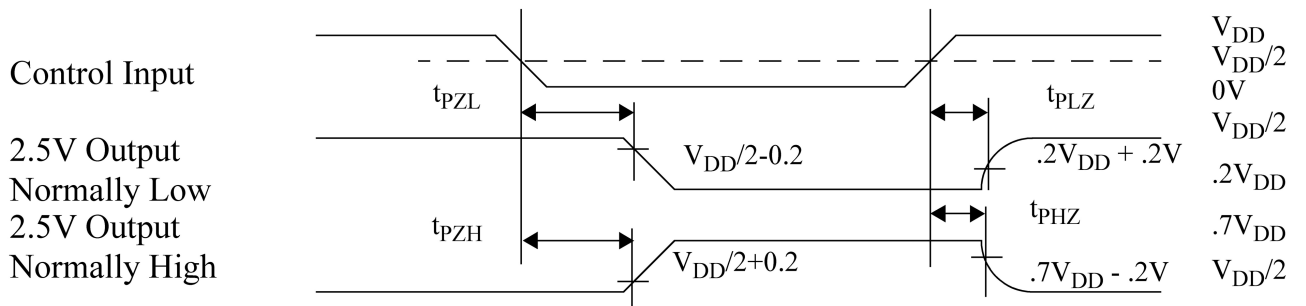 Control Input
V_DD
V_DD/2
0V
t_PZL
t_PLZ
V_DD/2
2.5V Output
Normally Low
V_DD/2-0.2
.2V_DD + .2V
.2V_DD
2.5V Output
Normally High
t_PZH
t_PHZ
.7V_DD
V_DD/2+0.2
.7V_DD - .2V
V_DD/2